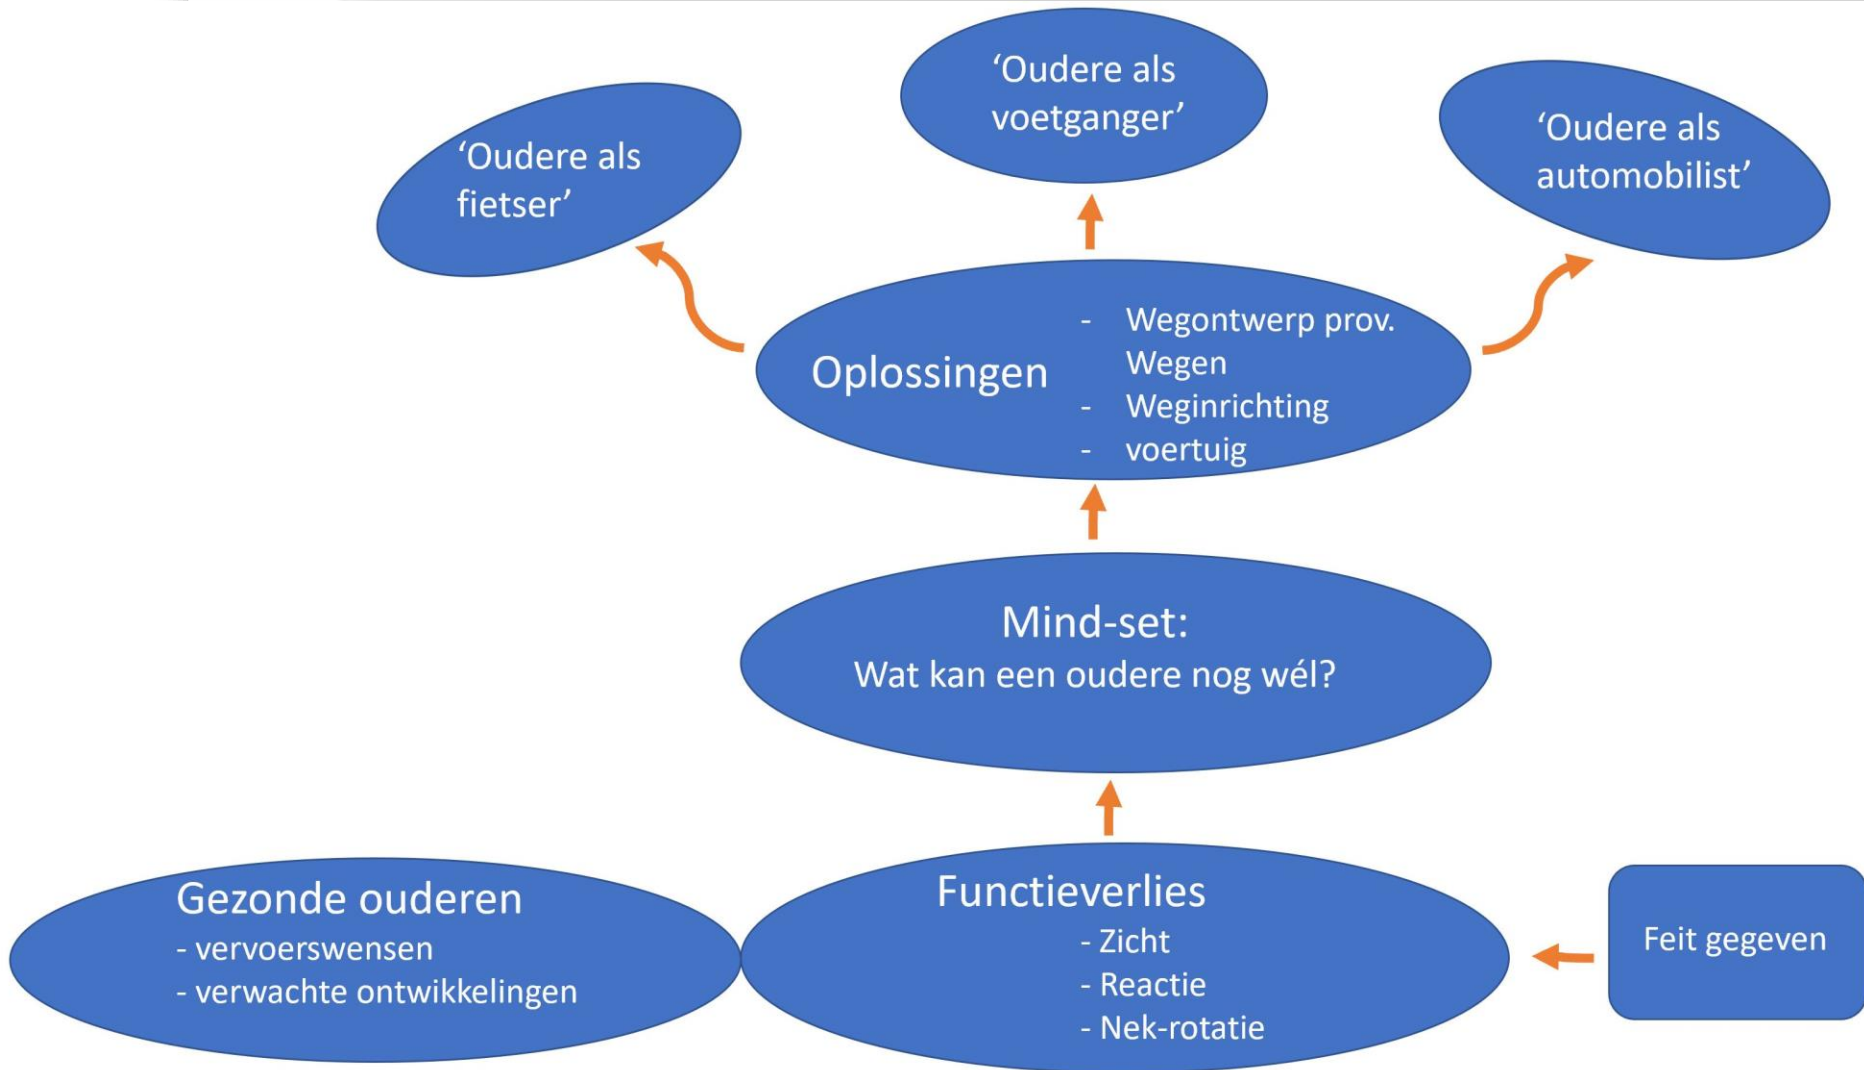 ‘Oudere als
voetganger’
‘Oudere als
fietser’
‘Oudere als
automobilist’
Oplossingen
- Wegontwerp prov.
Wegen
- Weginrichting
- voertuig
Mind-set:
Wat kan een oudere nog wél?
Gezonde ouderen
- vervoerswensen
- verwachte ontwikkelingen
Functieverlies
- Zicht
- Reactie
- Nek-rotatie
Feit gegeven